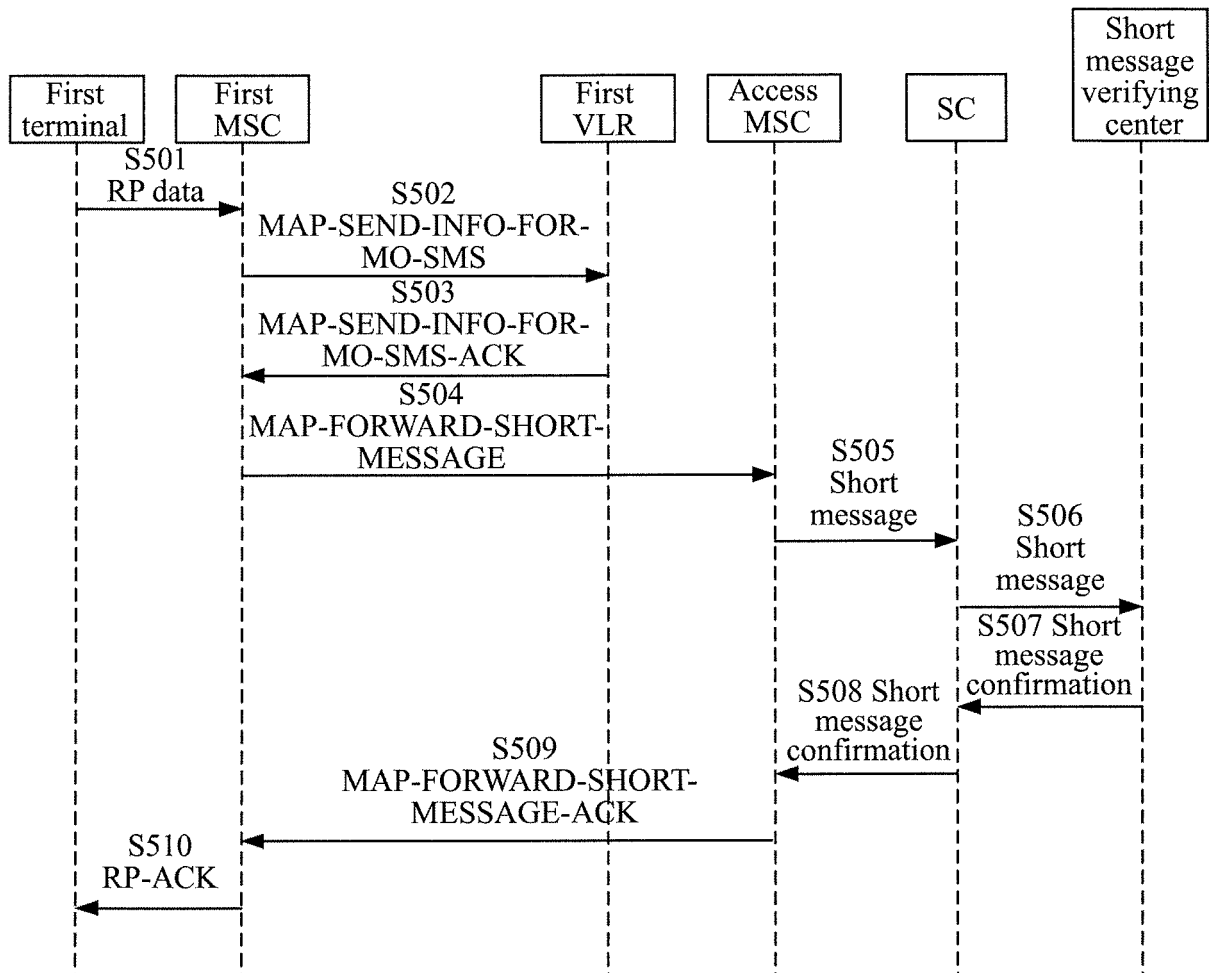 First
terminal
First
MSC
First
VLR
Access
MSC
SC
Short
message
verifying
center
S501
RP data
S502
MAP-SEND-INFO-FOR-
MO-SMS
S503
MAP-SEND-INFO-FOR-
MO-SMS-ACK
S504
MAP-FORWARD-SHORT-
MESSAGE
S505
Short
message
S506
Short
message
S507 Short
message
confirmation
S508 Short
message
confirmation
S509
MAP-FORWARD-SHORT-
MESSAGE-ACK
S510
RP-ACK